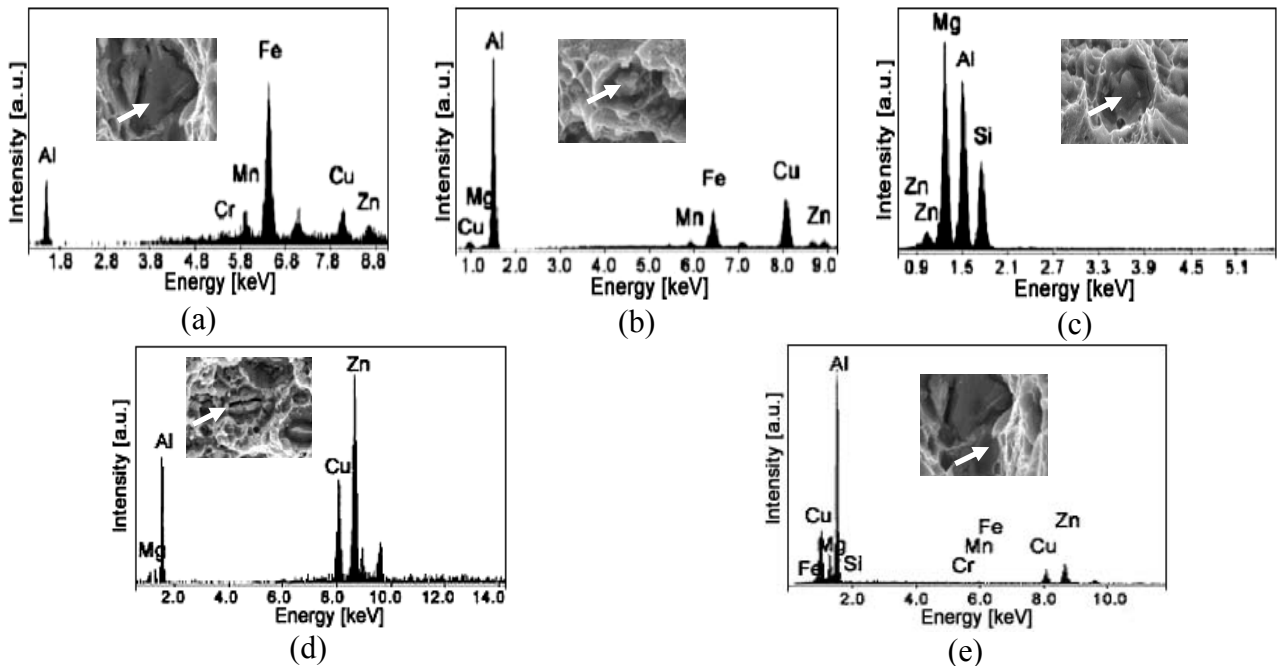 Intensity [a. u.]
Al
Cr
Mn
Fe
Cu
Zn
1.8 2.8 3.8 4.8 5.8 6.8 7.8 8.8
Energy [keV]
(a)
Intensity [a. u.]
Al
Mg
Cu
Mn
Fe
Cu
Zn
1.0 2.0 3.0 4.0 5.0 6.0 7.0 8.0 9.0
Energy [keV]
(b)
Intensity [a.u.]
Mg
Al
Si
Zn
Zn
0.9 1.5 2.1 2.7 3.3 3.9 4.5 5.1
Energy [keV]
(c)
Intensity [a.u.]
Zn
Al
Cu
Mg
2.0 4.0 6.0 8.0 10.0 12.0 14.0
Energy [keV]
(d)
Intensity [a.u.]
Al
Cu
Mg
Fe
Si
Fe
Mn
Cr
Zn
Cu
2.0 4.0 6.0 8.0 10.0
Energy [keV]
(e)